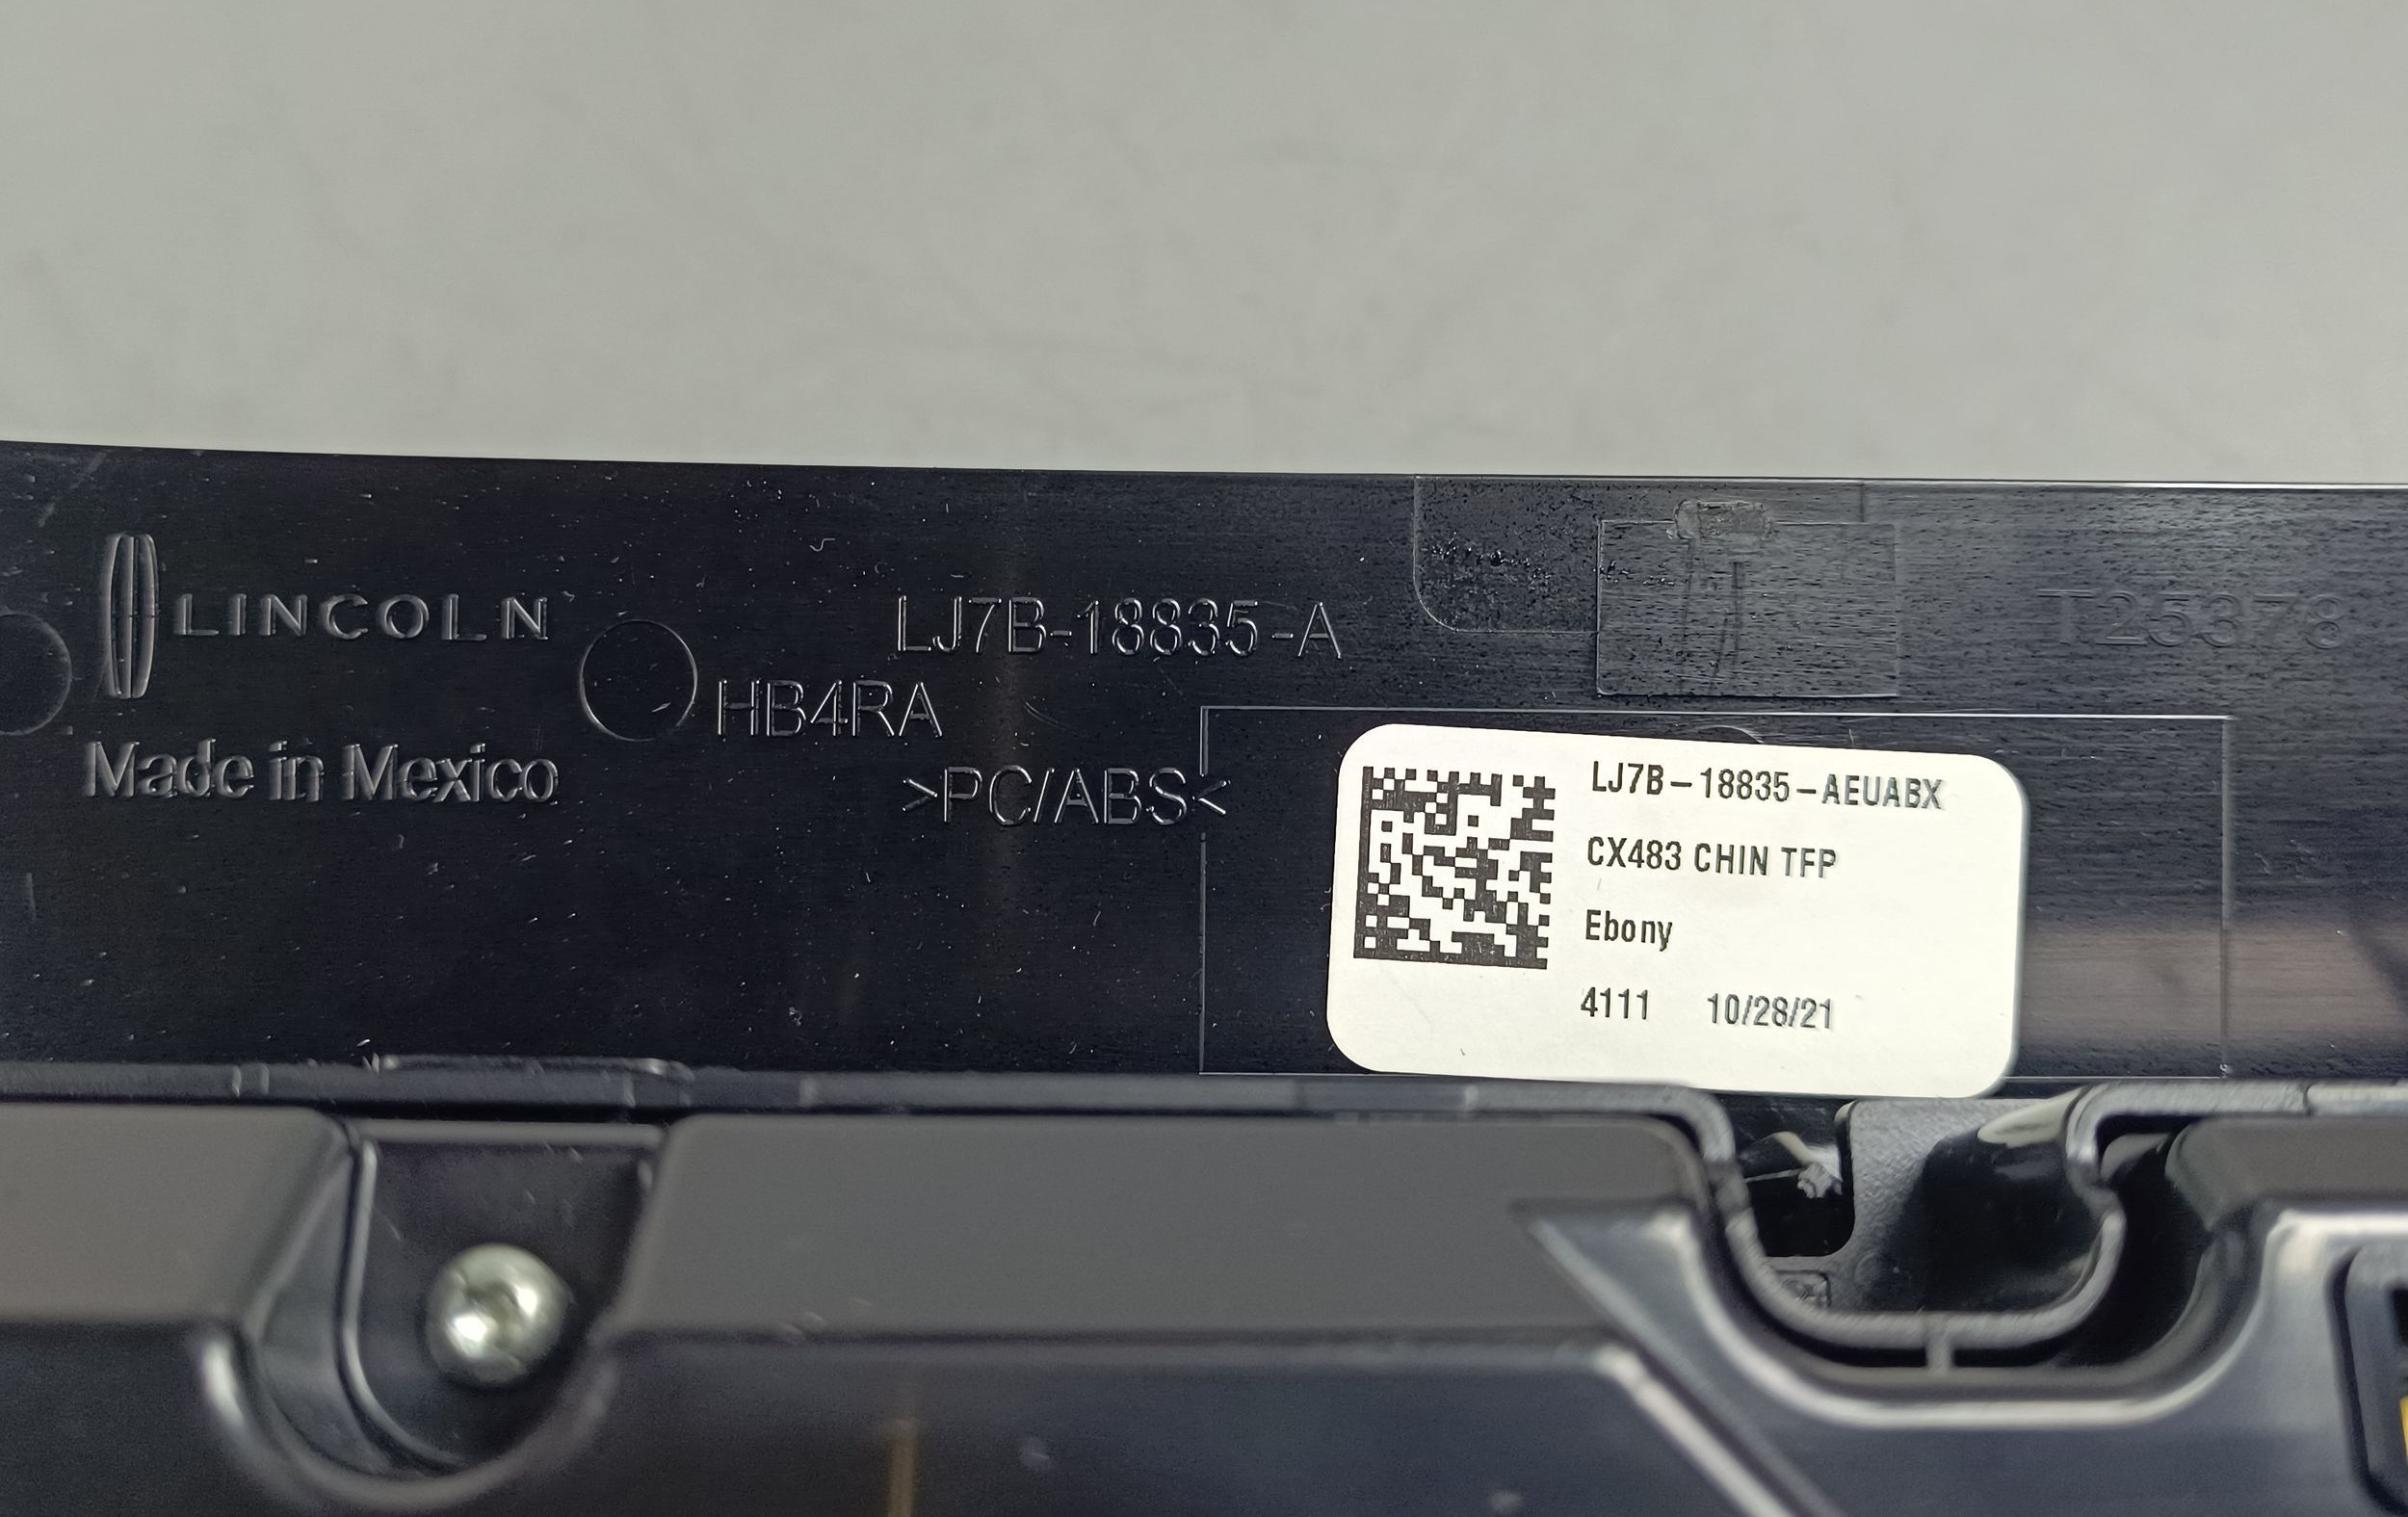 LINCOLN
Made in Mexico
LJ7B-18835-A
HB4RA
>PC/ABS<
T25378
LJ7B-18835-AEUABX
CX483 CHIN TFP
Ebony
4111 10/28/21